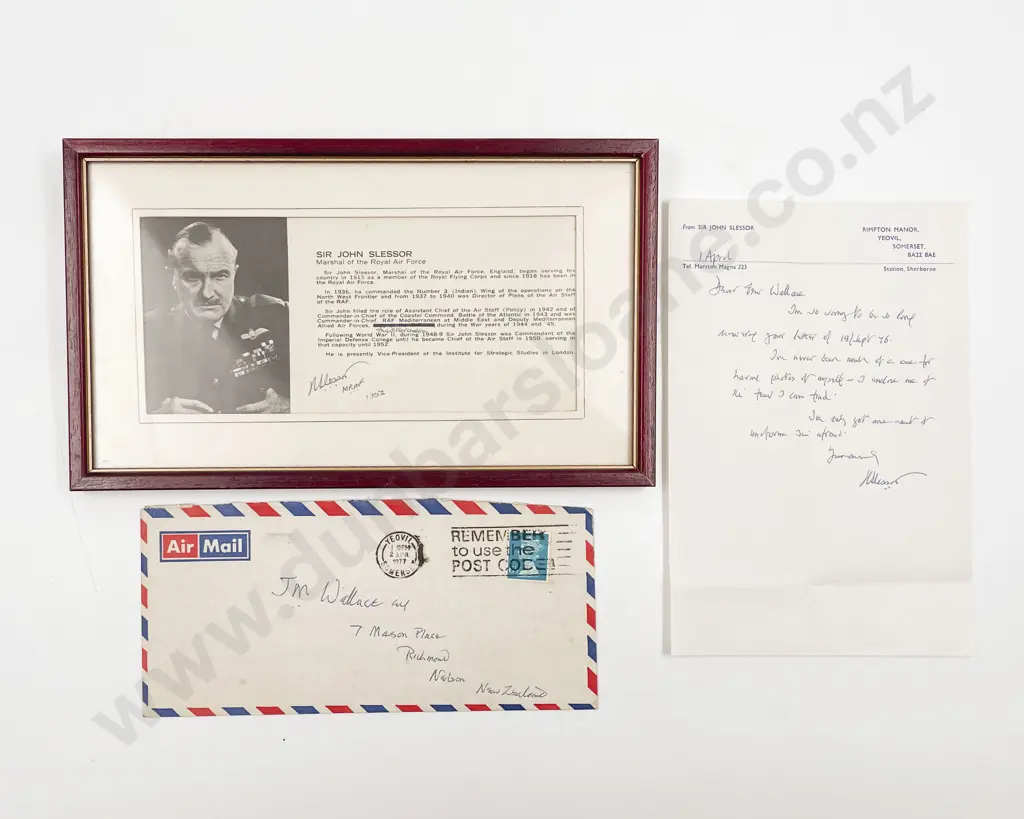 SIR JOHN SLESSOR
Marshal of the Royal Air Force
Sir John Slessor, Marshal of the Royal Air Force, England, began serving his
country in 1915 as a member of the Royal Flying Corps and since 1918 has been in
the Royal Air Force.
In 1936, he commanded the Number 3 (Indian) Wing of the operations on the
North West Frontier and from 1937 to 1940 was Director of Plans of the Air Staff
of the RAF.
Sir John filled the role of Assistant Chief of the Air Staff (Policy) in 1942 and of
Commander-in-Chief of the Coastal Command, Battle of the Atlantic in 1943 and was
Commander-in-Chief, RAF Mediterranean at Middle East and Deputy Mediterranean
Allied Air Forces, during the War years of 1944 and '45.
Following World War II, during 1948-9 Sir John Slessor was Commandant of the
Imperial Defense College until he became Chief of the Air Staff in 1950, serving in
that capacity until 1952.
He is presently Vice-President of the Institute for Strategic Studies in London.
JCSlessor
MRAF
1952
From SIR JOHN SLESSOR
RIMPTON MANOR,
YEOVIL,
SOMERSET,
BA22 8AE
1 April
Tel. Marston Magna 223
Station, Sherborne
Dear Mr Wallace
I'm so sorry to be so long
answering your letter of 19/Sept 76.
I've never been much of a one for
having photos of myself – I enclose one of
the few I can find.
I've only got one out of
uniform I'm afraid.
JCSlessor
Air Mail
YEOVIL
PM
2 APR
1977
SOMERSET
REMEMBER
to use the
POST CODE
J M Wallace Esq
7 Mason Place
Richmond
Nelson
New Zealand
www.dunbarsloane.co.nz